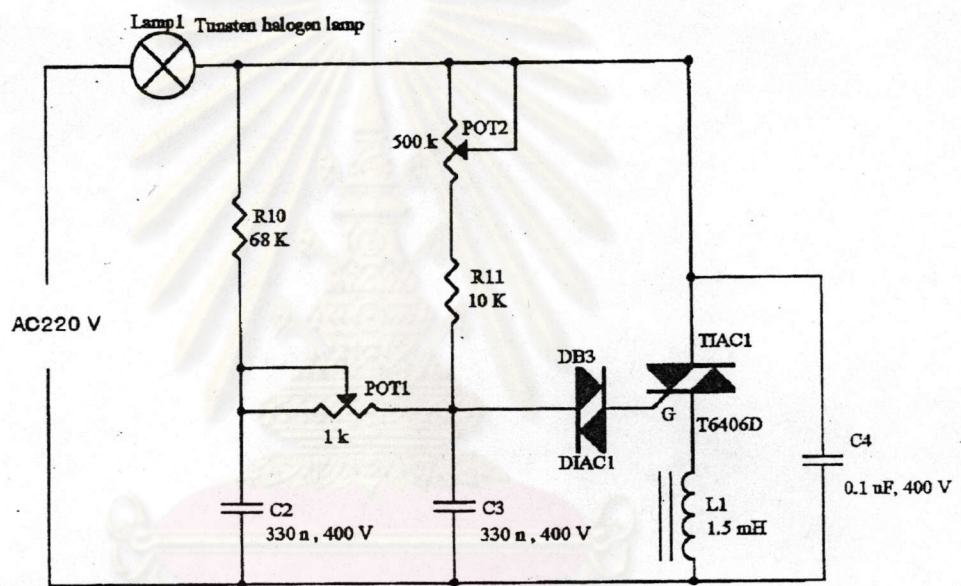 Lamp1 Tunsten halogen lamp
POT2
500 k
R10
68 K
R11
10 K
AC220 V
TIAC1
DB3
POT1
G
T6406D
1 k
DIAC1
C4
0.1 uF, 400 V
C2
330 n , 400 V
C3
330 n , 400 V
L1
1.5 mH